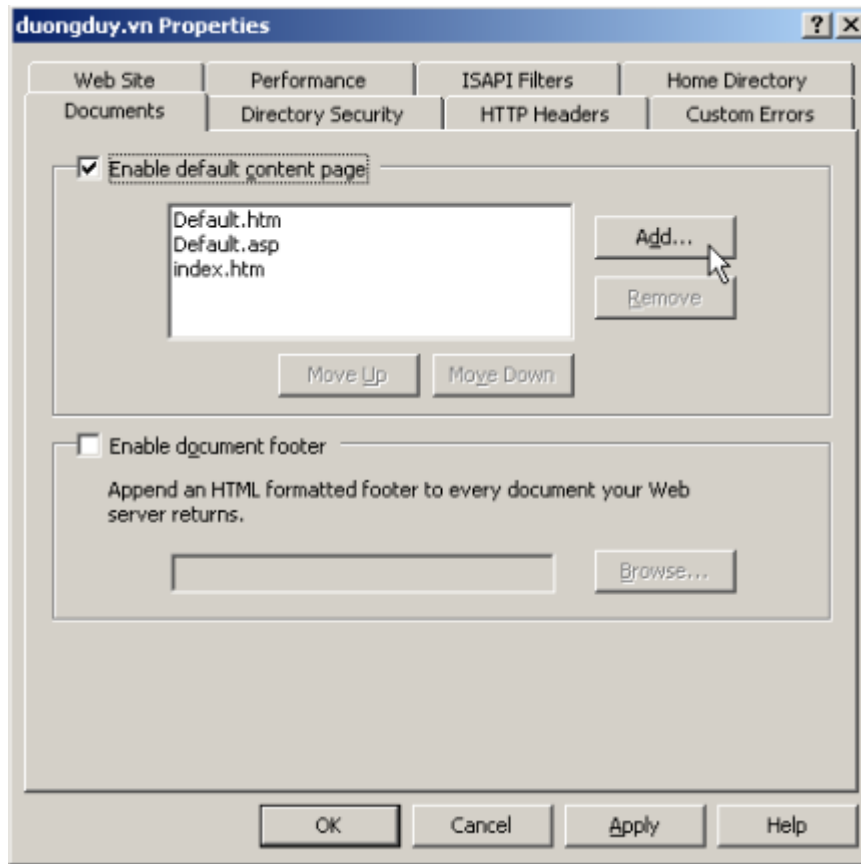 duongduy.vn Properties
Web Site Performance ISAPI Filters Home Directory
Documents Directory Security HTTP Headers Custom Errors
Enable default content page
Default.htm
Default.asp
index.htm
Add...
Remove
Move Up Move Down
Enable document footer
Append an HTML formatted footer to every document your Web
server returns.
Browse...
OK Cancel Apply Help